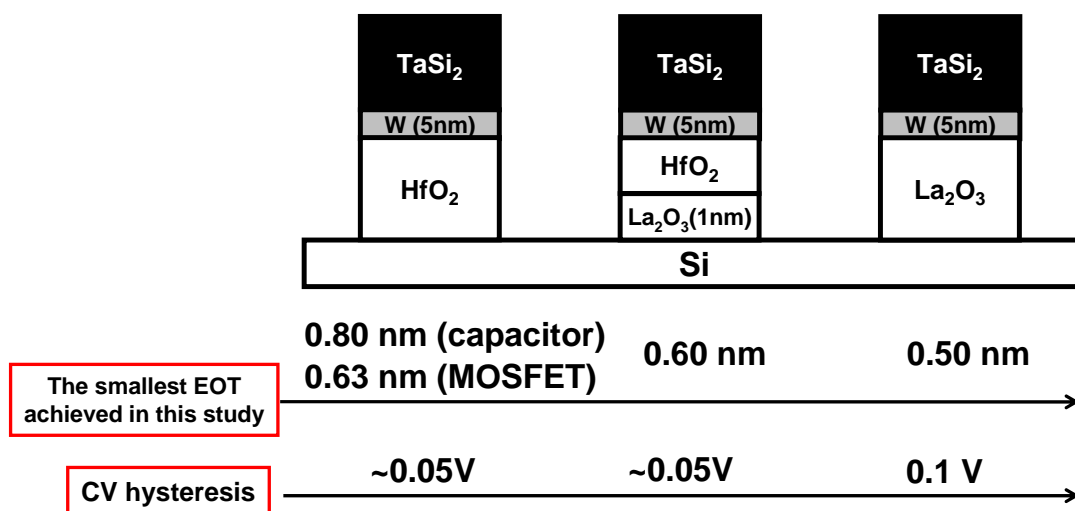 TaSi₂ TaSi₂ TaSi₂
W (5nm) W (5nm) W (5nm)
HfO₂ HfO₂ La₂O₃
La₂O₃(1nm)
Si
0.80 nm (capacitor)
0.63 nm (MOSFET)
0.60 nm
0.50 nm
The smallest EOT
achieved in this study
~0.05V ~0.05V 0.1 V
CV hysteresis